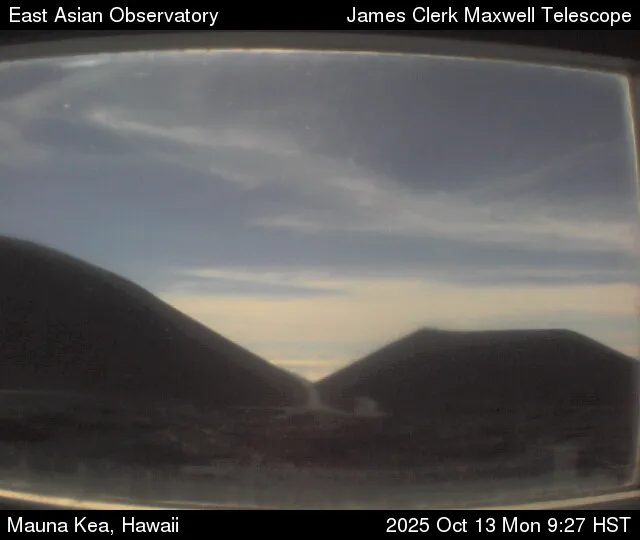 East Asian Observatory
James Clerk Maxwell Telescope
Mauna Kea, Hawaii
2025 Oct 13 Mon 9:27 HST